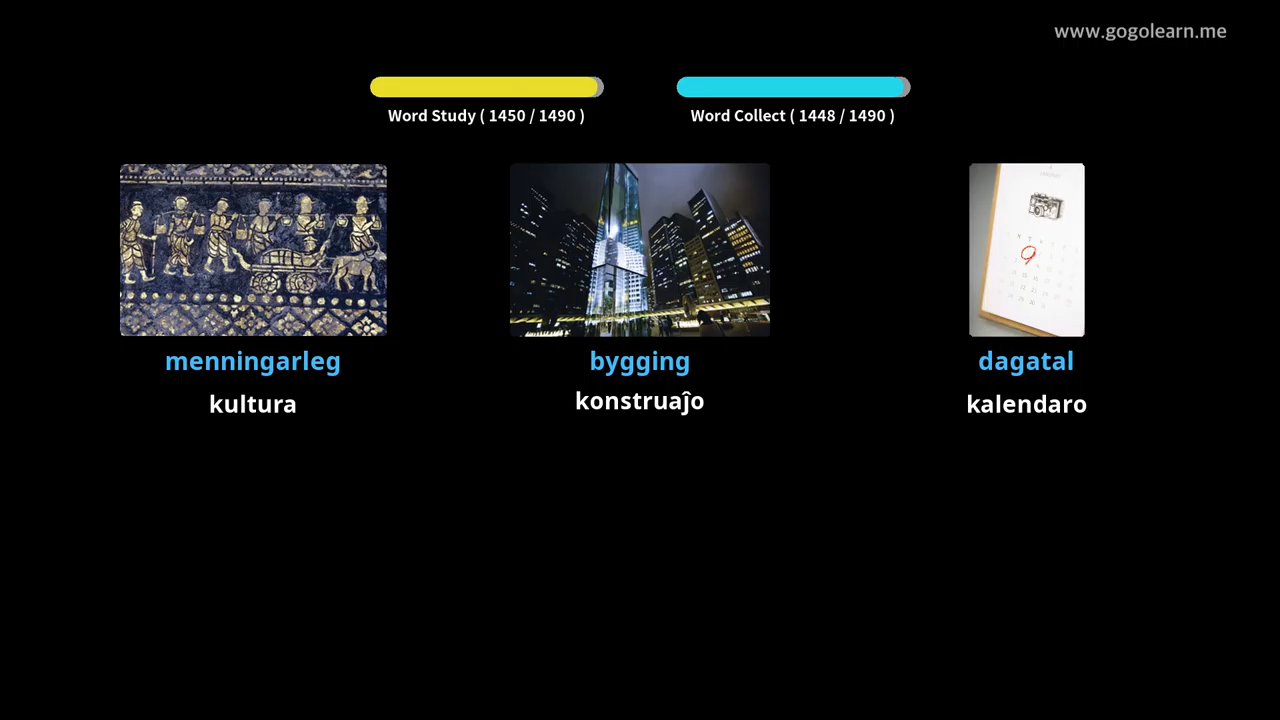 www.gogolearn.me
Word Study ( 1450 / 1490 )
Word Collect ( 1448 / 1490 )
menningarleg
bygging
dagatal
kultura
konstruaĵo
kalendaro